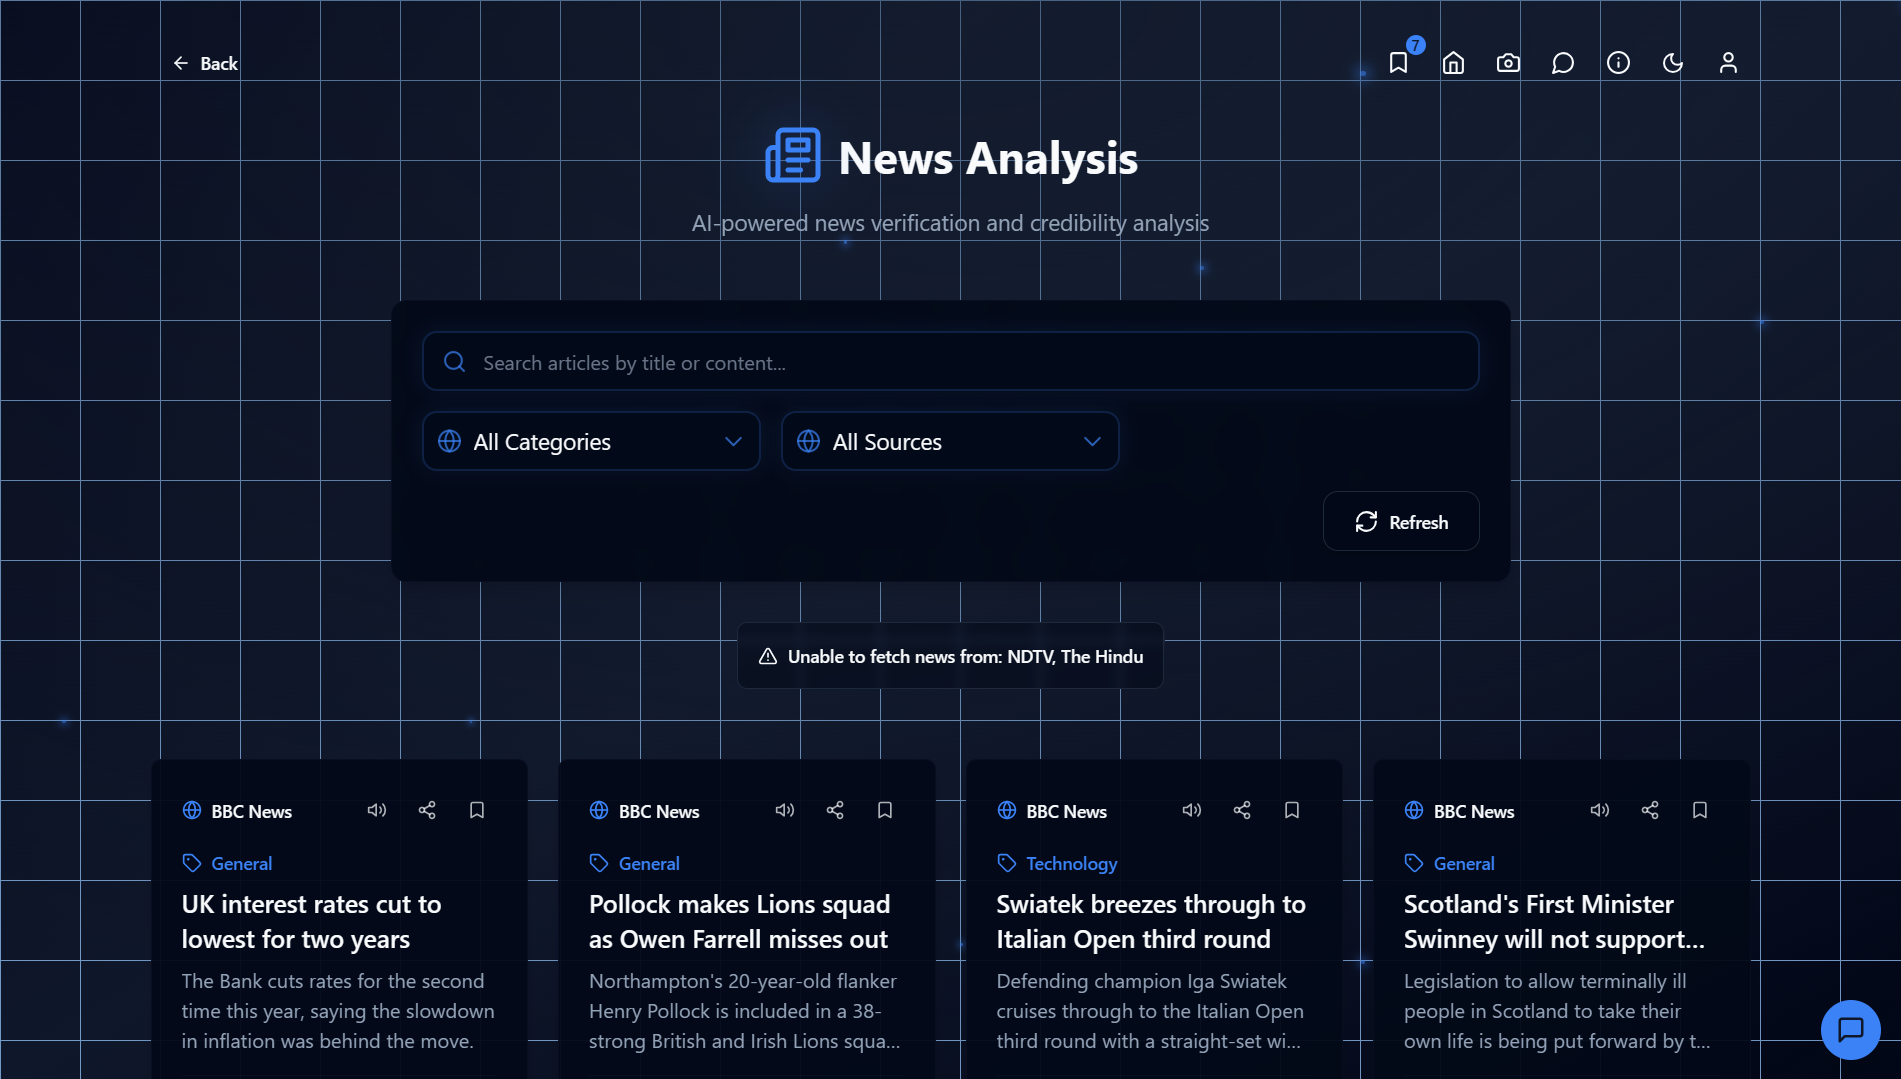 Back
7
News Analysis
AI-powered news verification and credibility analysis
Search articles by title or content...
All Categories
All Sources
Refresh
Unable to fetch news from: NDTV, The Hindu
BBC News
General
UK interest rates cut to
lowest for two years
The Bank cuts rates for the second
time this year, saying the slowdown
in inflation was behind the move.
BBC News
General
Pollock makes Lions squad
as Owen Farrell misses out
Northampton's 20-year-old flanker
Henry Pollock is included in a 38-
strong British and Irish Lions squa...
BBC News
Technology
Swiatek breezes through to
Italian Open third round
Defending champion Iga Swiatek
cruises through to the Italian Open
third round with a straight-set wi...
BBC News
General
Scotland's First Minister
Swinney will not support...
Legislation to allow terminally ill
people in Scotland to take their
own life is being put forward by t...